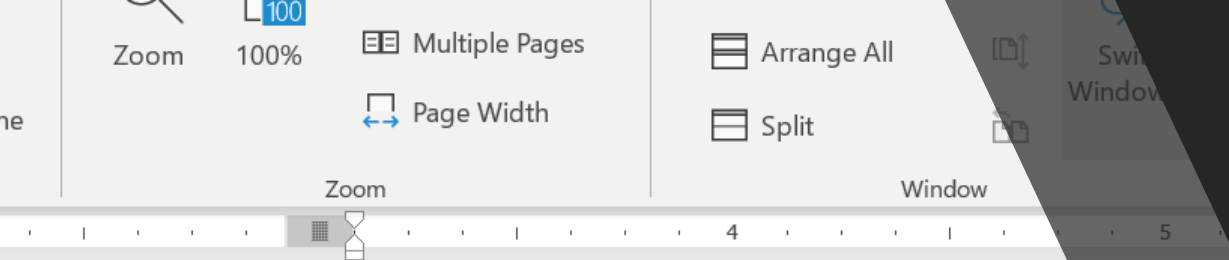 100
Zoom
100%
Multiple Pages
Page Width
Arrange All
Split
Zoom
Window
4
5